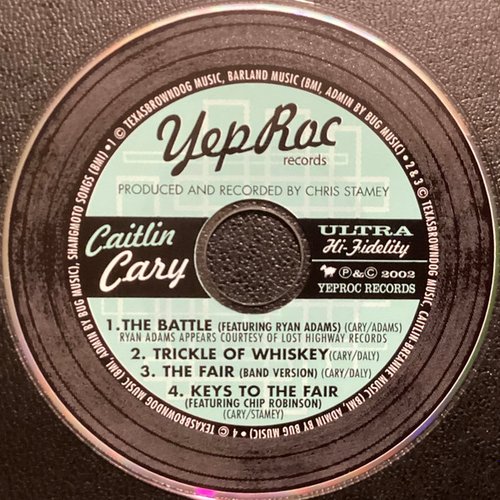 YepRoc
records
PRODUCED AND RECORDED BY CHRIS STAMEY
Caitlin
Cary
ULTRA
Hi-Fidelity
Ⓟ&© 2002
YEPROC RECORDS
1.THE BATTLE (FEATURING RYAN ADAMS) (CARY/ADAMS)
RYAN ADAMS APPEARS COURTESY OF LOST HIGHWAY RECORDS
2. TRICKLE OF WHISKEY(CARY/DALY)
3. THE FAIR (BAND VERSION) (CARY/DALY)
4. KEYS TO THE FAIR
(FEATURING CHIP ROBINSON)
(CARY/STAMEY)
• 1 © TEXASBROWNDOG MUSIC, BARLAND MUSIC (BMI, ADMIN BY BUG MUSIC) • 2 & 3 © TEXASBROWNDOG MUSIC CAITLIN-BREANNE MUSIC (BMI, ADMIN BY BUG MUSIC) • 4 © TEXASBROWNDOG MUSIC (BMI, ADMIN BY BUG MUSIC), SHANGMOTO SONGS (BMI)